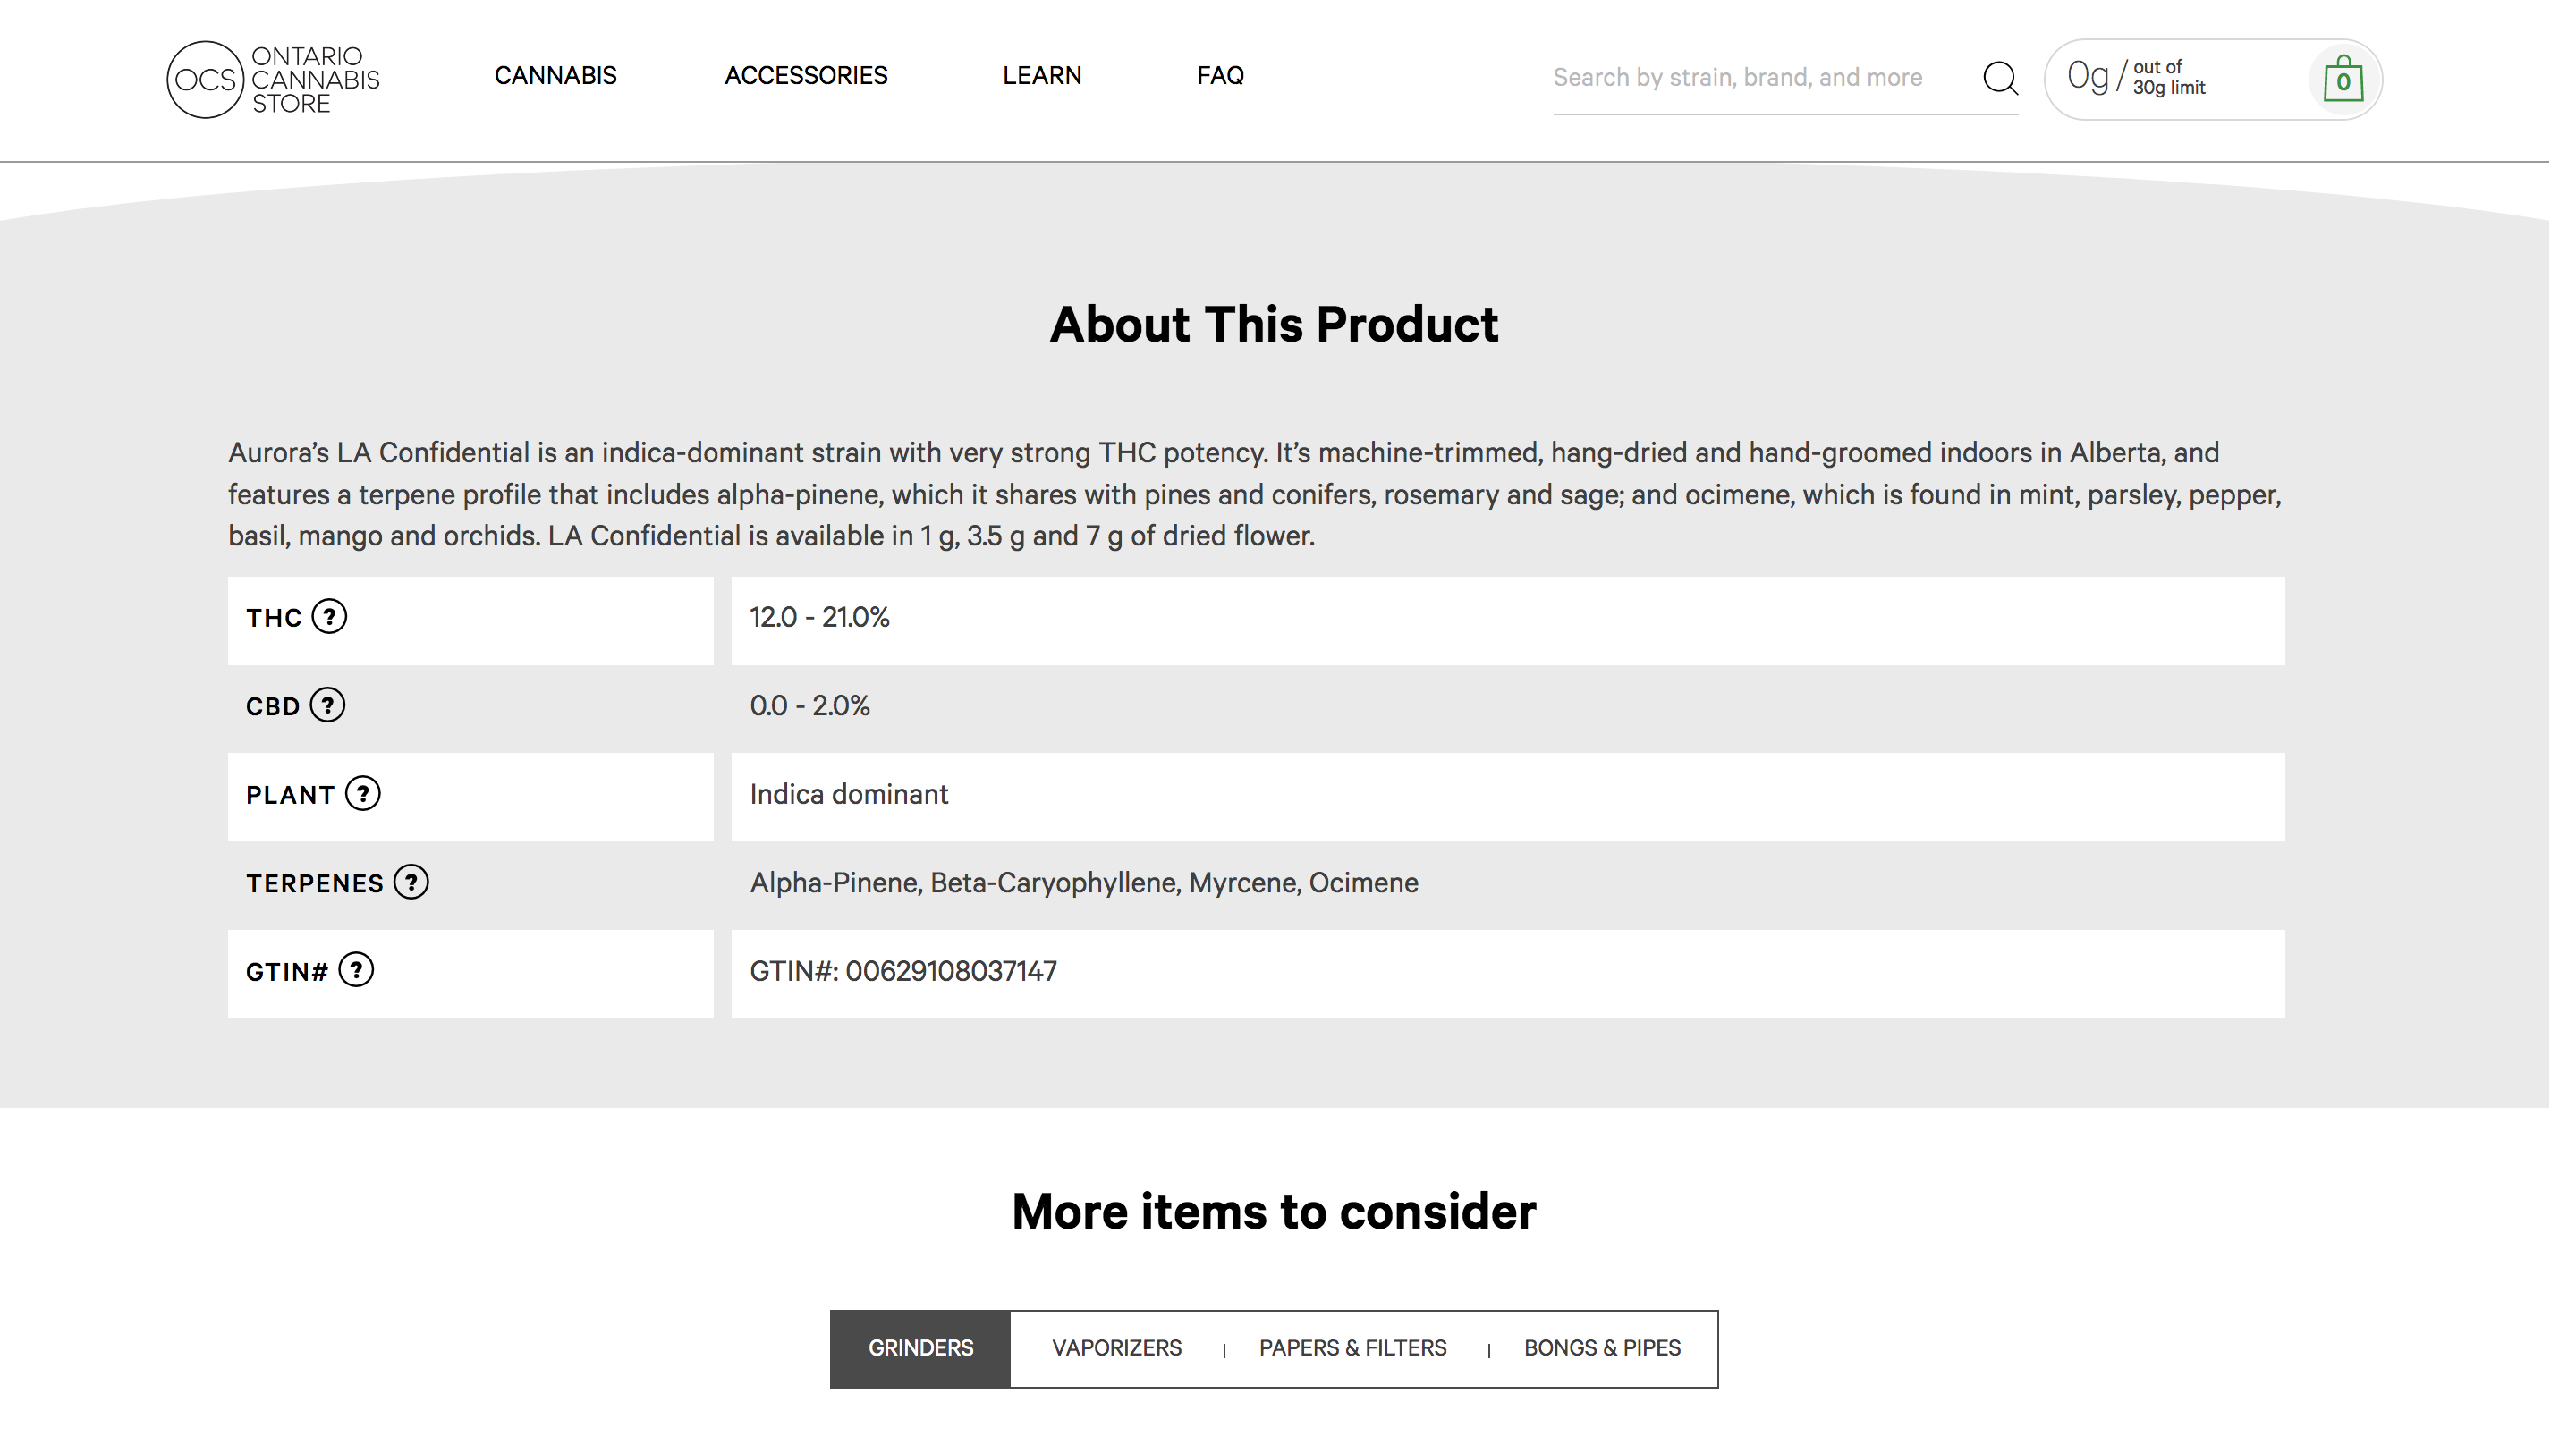 OCS ONTARIO CANNABIS STORE
CANNABIS
ACCESSORIES
LEARN
FAQ
Search by strain, brand, and more
0g / out of 30g limit
0
About This Product
Aurora’s LA Confidential is an indica-dominant strain with very strong THC potency. It’s machine-trimmed, hang-dried and hand-groomed indoors in Alberta, and
features a terpene profile that includes alpha-pinene, which it shares with pines and conifers, rosemary and sage; and ocimene, which is found in mint, parsley, pepper,
basil, mango and orchids. LA Confidential is available in 1 g, 3.5 g and 7 g of dried flower.
THC ? 12.0 - 21.0%
CBD ? 0.0 - 2.0%
PLANT ? Indica dominant
TERPENES ? Alpha-Pinene, Beta-Caryophyllene, Myrcene, Ocimene
GTIN# ? GTIN#: 00629108037147
More items to consider
GRINDERS VAPORIZERS | PAPERS & FILTERS | BONGS & PIPES